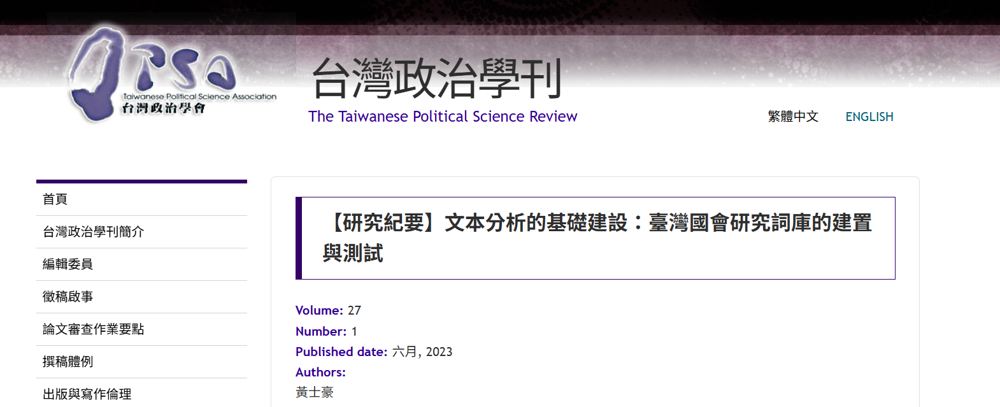 TPSA
Taiwanese Political Science Association
台灣政治學會
台灣政治學刊
The Taiwanese Political Science Review
繁體中文
ENGLISH
首頁
台灣政治學刊簡介
編輯委員
徵稿啟事
論文審查作業要點
撰稿體例
出版與寫作倫理
【研究紀要】文本分析的基礎建設：臺灣國會研究詞庫的建置
與測試
Volume: 27
Number: 1
Published date: 六月, 2023
Authors:
黃士豪